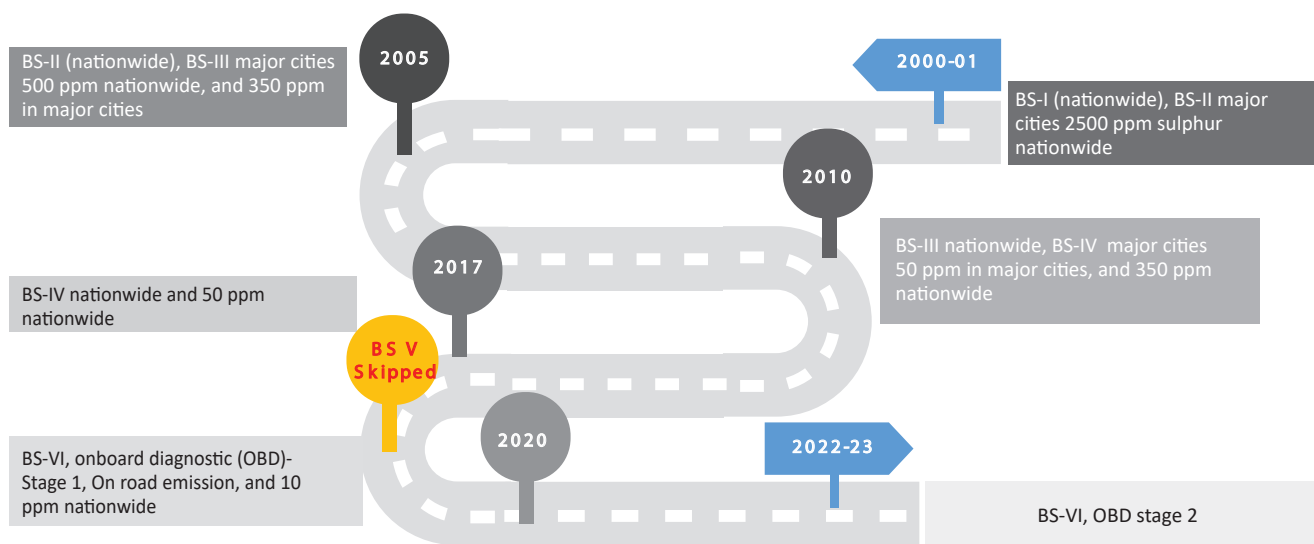 2000-01
BS-I (nationwide), BS-II major
cities 2500 ppm sulphur
nationwide
2005
BS-II (nationwide), BS-III major cities
500 ppm nationwide, and 350 ppm
in major cities
2010
BS-III nationwide, BS-IV major cities
50 ppm in major cities, and 350 ppm
nationwide
2017
BS-IV nationwide and 50 ppm
nationwide
BS V
Skipped
2020
BS-VI, onboard diagnostic (OBD)-
Stage 1, On road emission, and 10
ppm nationwide
2022-23
BS-VI, OBD stage 2